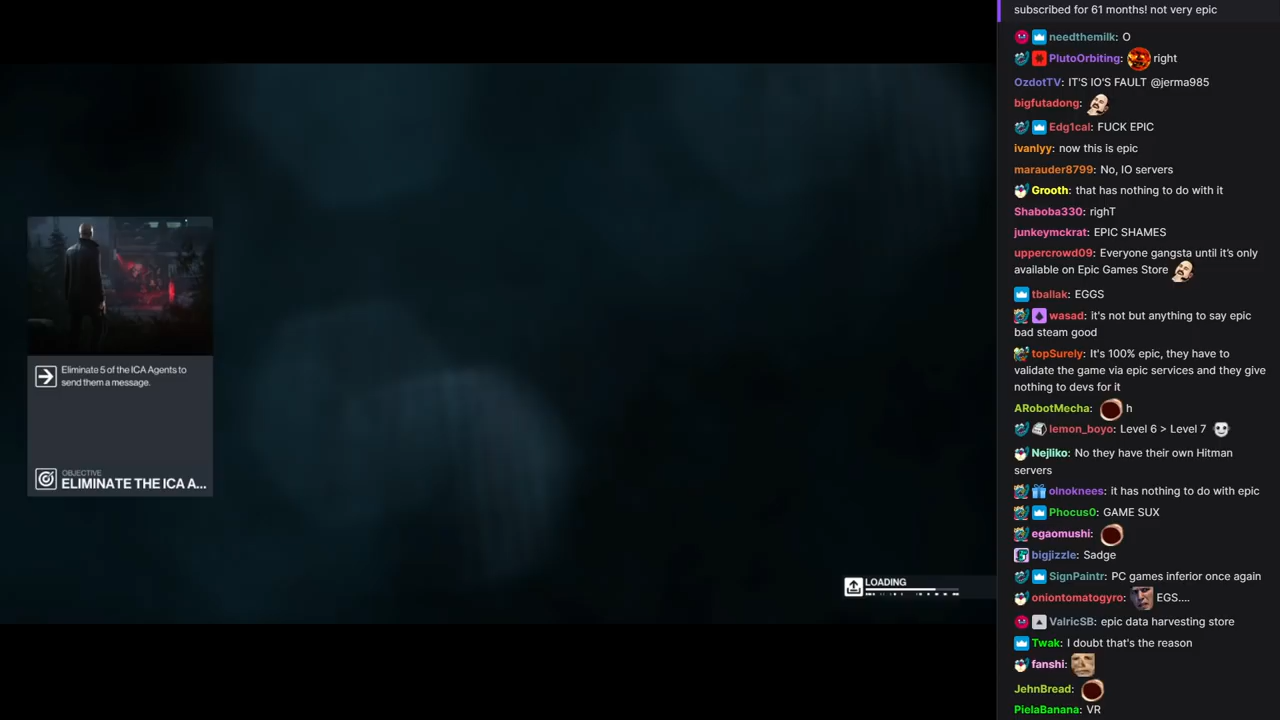 Eliminate 5 of the ICA Agents to
send them a message.
OBJECTIVE
ELIMINATE THE ICA A...
LOADING
subscribed for 61 months! not very epic
needthemilk: O
PlutoOrbiting: right
OzdotTV: IT'S IO'S FAULT @jerma985
bigfutadong:
Edg1cal: FUCK EPIC
ivanlyy: now this is epic
marauder8799: No, IO servers
Grooth: that has nothing to do with it
Shaboba330: righT
junkeymckrat: EPIC SHAMES
uppercrowd09: Everyone gangsta until it's only
available on Epic Games Store
tballak: EGGS
wasad: it's not but anything to say epic
bad steam good
topSurely: It's 100% epic, they have to
validate the game via epic services and they give
nothing to devs for it
ARobotMecha: h
lemon_boyo: Level 6 > Level 7
Nejliko: No they have their own Hitman
servers
olnoknees: it has nothing to do with epic
Phocus0: GAME SUX
egaomushi:
bigjizzle: Sadge
SignPaintr: PC games inferior once again
oniontomatogyro: EGS....
ValricSB: epic data harvesting store
Twak: I doubt that's the reason
fanshi:
JehnBread:
PielaBanana: VR